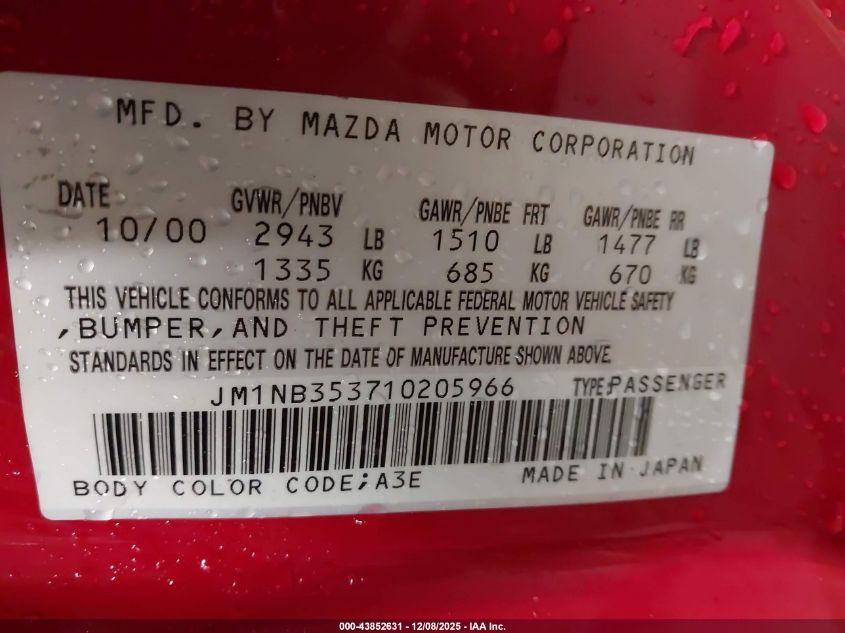 MFD. BY MAZDA MOTOR CORPORATION
DATE GVWR/PNBV GAWR/PNBE FRT GAWR/PNBE RR
10/00 2943 LB 1510 LB 1477 LB
1335 KG 685 KG 670 KG
THIS VEHICLE CONFORMS TO ALL APPLICABLE FEDERAL MOTOR VEHICLE SAFETY
,BUMPER,AND THEFT PREVENTION
STANDARDS IN EFFECT ON THE DATE OF MANUFACTURE SHOWN ABOVE.
JM1NB353710205966 TYPE:PASSENGER
BODY COLOR CODE;A3E MADE IN JAPAN
000-43852631 - 12/08/2025 - IAA Inc.